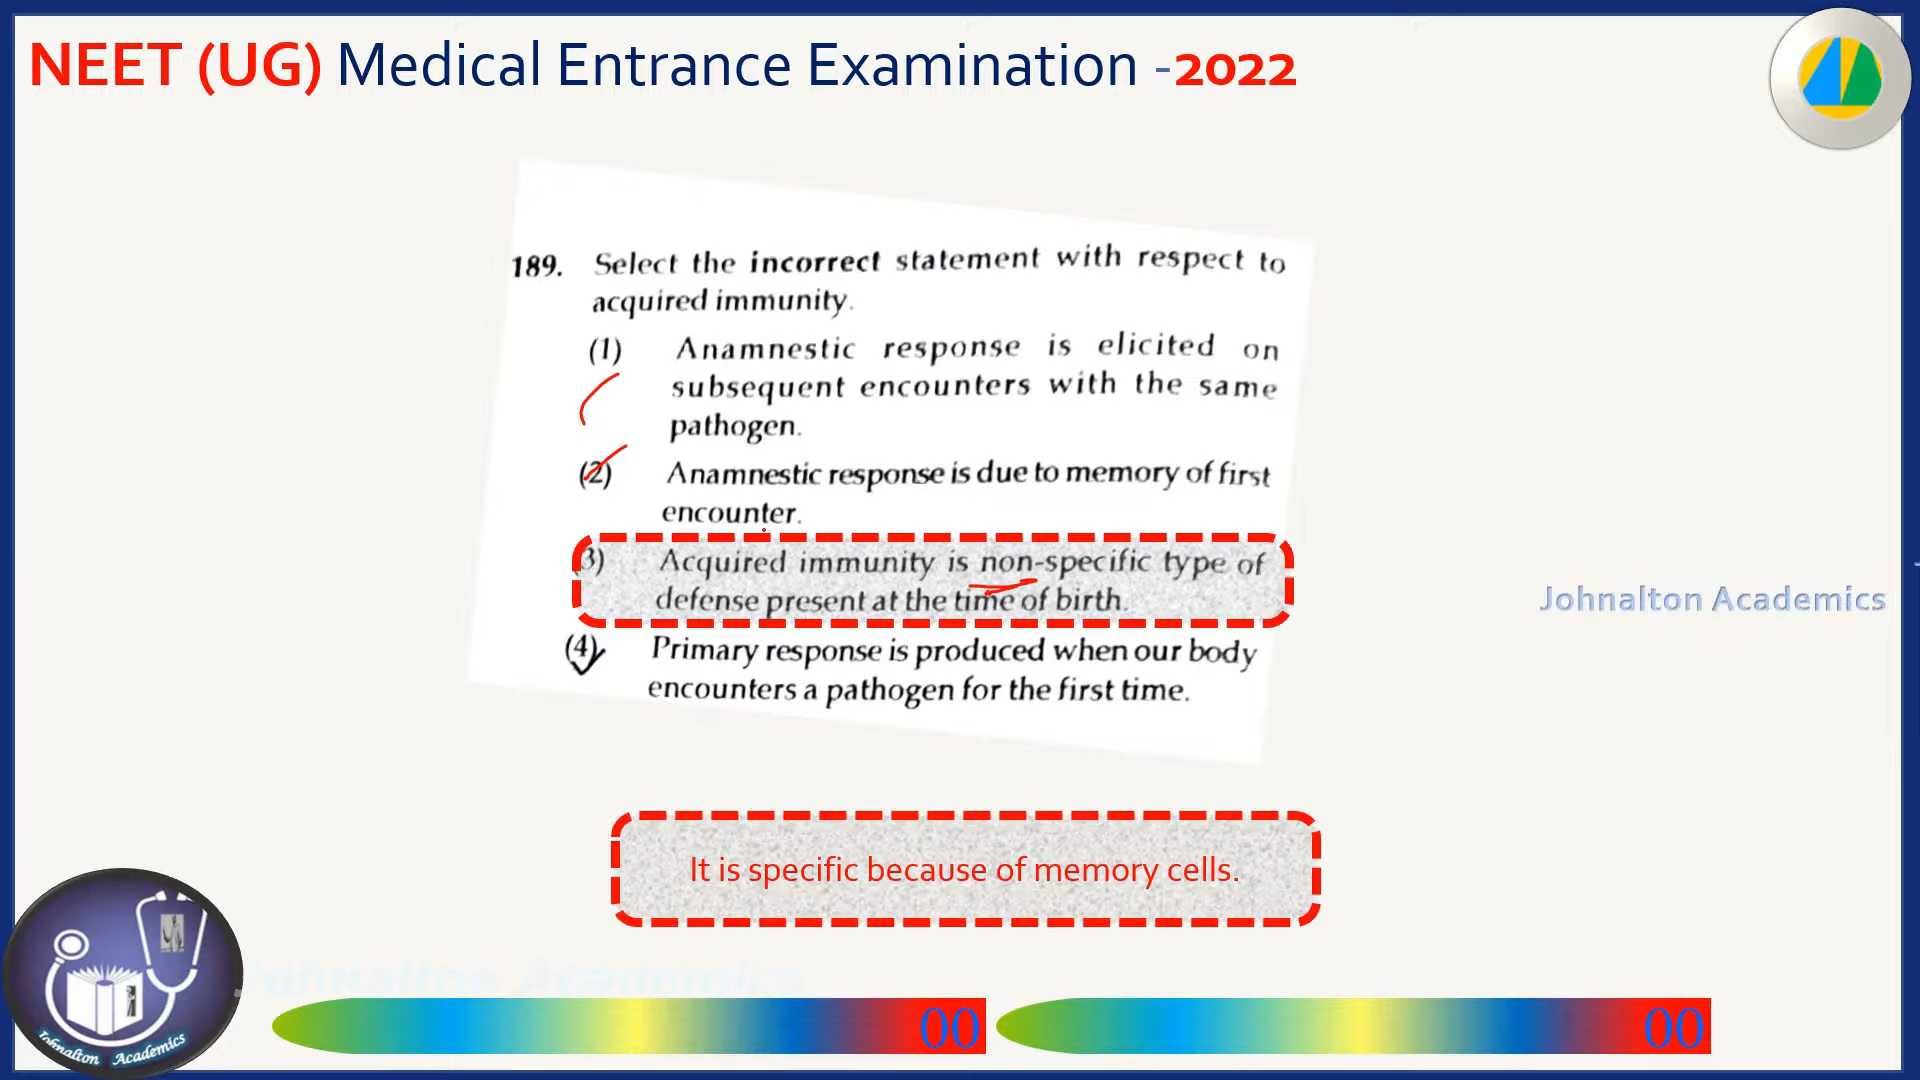 NEET (UG) Medical Entrance Examination -2022
189. Select the incorrect statement with respect to
acquired immunity.
(1) Anamnestic response is elicited on
subsequent encounters with the same
pathogen.
(2) Anamnestic response is due to memory of first
encounter.
(3) Acquired immunity is non-specific type of
defense present at the time of birth.
(4) Primary response is produced when our body
encounters a pathogen for the first time.
Johnalton Academics
It is specific because of memory cells.
Johnalton Academics
Johnalton Academics
00 00